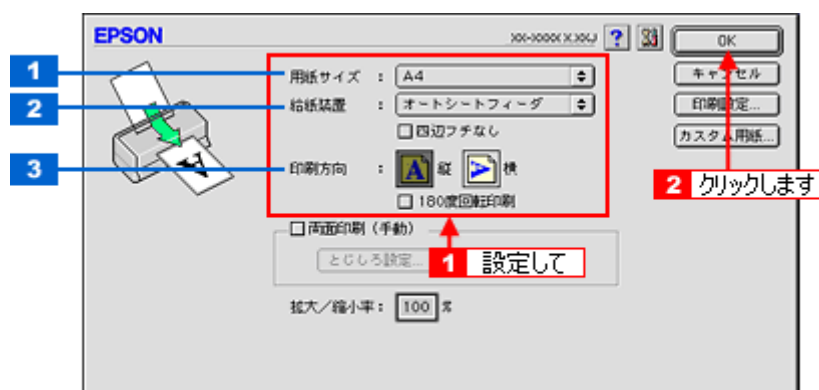 EPSON
XX-XXXX X.XXJ ?
1 用紙サイズ : A4
2 給紙装置 : オートシートフィーダ
四辺フチなし
3 印刷方向 : A 縦 A 横
180度回転印刷
両面印刷（手動）
とじしろ設定...
拡大／縮小率： 100 %
OK
キャンセル
印刷設定...
カスタム用紙...
1 設定して
2 クリックします
A